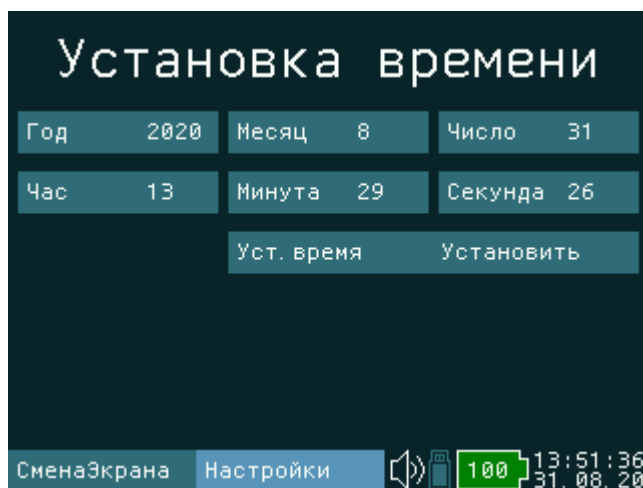 Установка времени
Год 2020 Месяц 8 Число 31
Час 13 Минута 29 Секунда 26
Уст. время Установить
СменаЭкрана Настройки 100 13:51:36
31. 08. 20